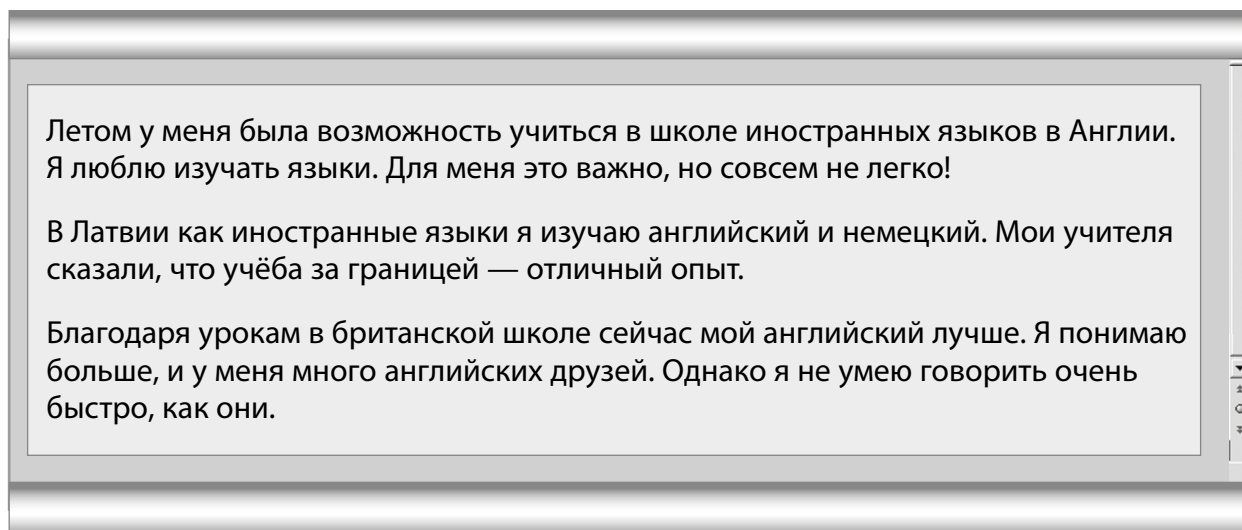 Летом у меня была возможность учиться в школе иностранных языков в Англии.
Я люблю изучать языки. Для меня это важно, но совсем не легко!
В Латвии как иностранные языки я изучаю английский и немецкий. Мои учителя
сказали, что учёба за границей — отличный опыт.
Благодаря урокам в британской школе сейчас мой английский лучше. Я понимаю
больше, и у меня много английских друзей. Однако я не умею говорить очень
быстро, как они.